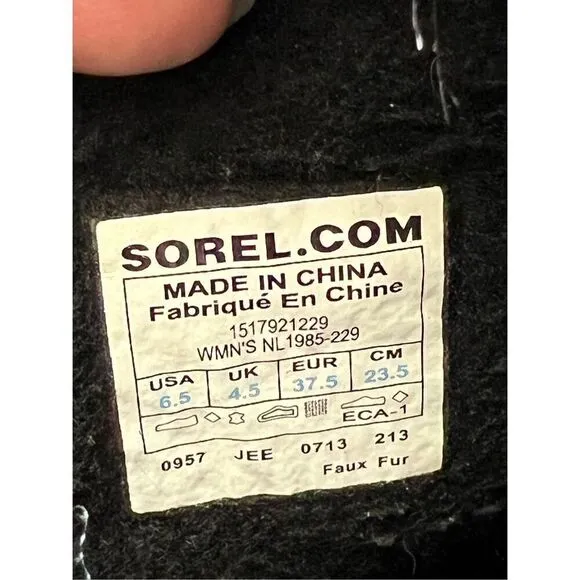 SOREL.COM
MADE IN CHINA
Fabriqué En Chine
1517921229
WMN'S NL1985-229
USA UK EUR CM
6.5 4.5 37.5 23.5
ECA-1
0957 JEE 0713 213
Faux Fur